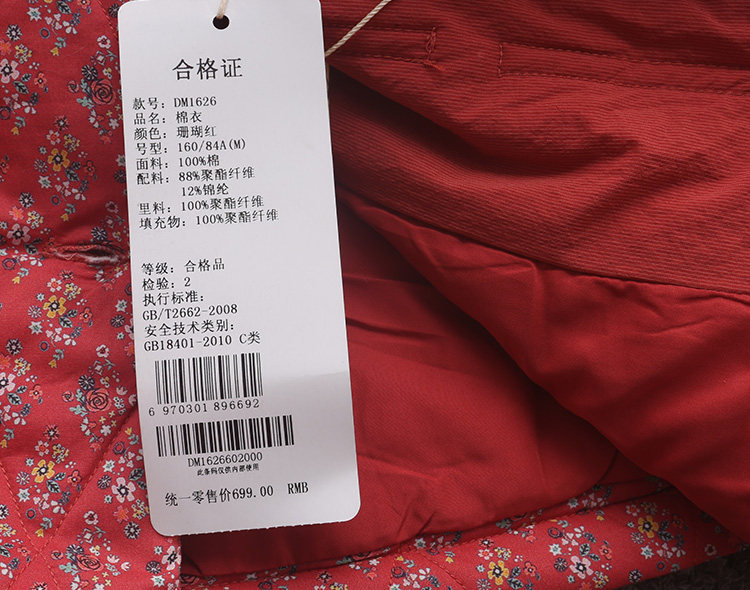 合格证
款号: DM1626
品名: 棉衣
颜色: 珊瑚红
号型: 160/84A(M)
面料: 100%棉
配料: 88%聚酯纤维
12%锦纶
里料: 100%聚酯纤维
填充物: 100%聚酯纤维
等级: 合格品
检验: 2
执行标准:
GB/T2662-2008
安全技术类别:
GB18401-2010 C类
6 970301 896692
DM1626602000
此条码仅供内部使用
统一零售价699.00 RMB